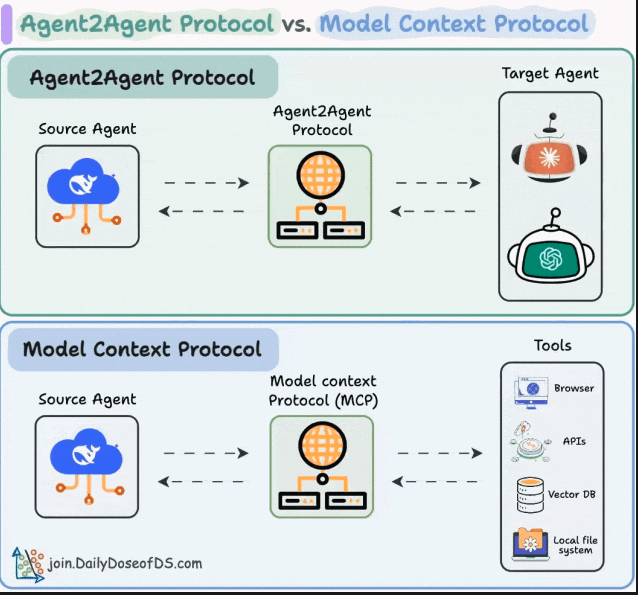 Agent2Agent Protocol vs. Model Context Protocol
Agent2Agent Protocol
Target Agent
Source Agent
Agent2Agent
Protocol
Model Context Protocol
Tools
Source Agent
Model context
Protocol (MCP)
Browser
APIs
Vector DB
Local file
system
join.DailyDoseofDS.com